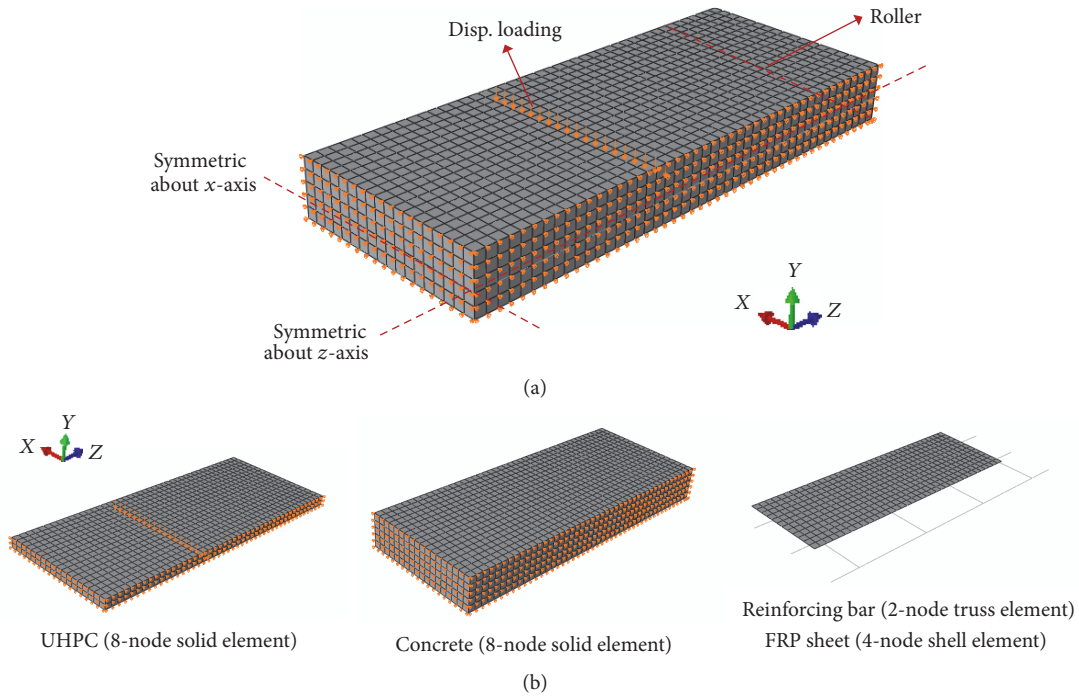 Disp. loading
Roller
Symmetric
about x-axis
Symmetric
about z-axis
Y
X
Z
(a)
Y
X
Z
UHPC (8-node solid element)
Concrete (8-node solid element)
Reinforcing bar (2-node truss element)
FRP sheet (4-node shell element)
(b)